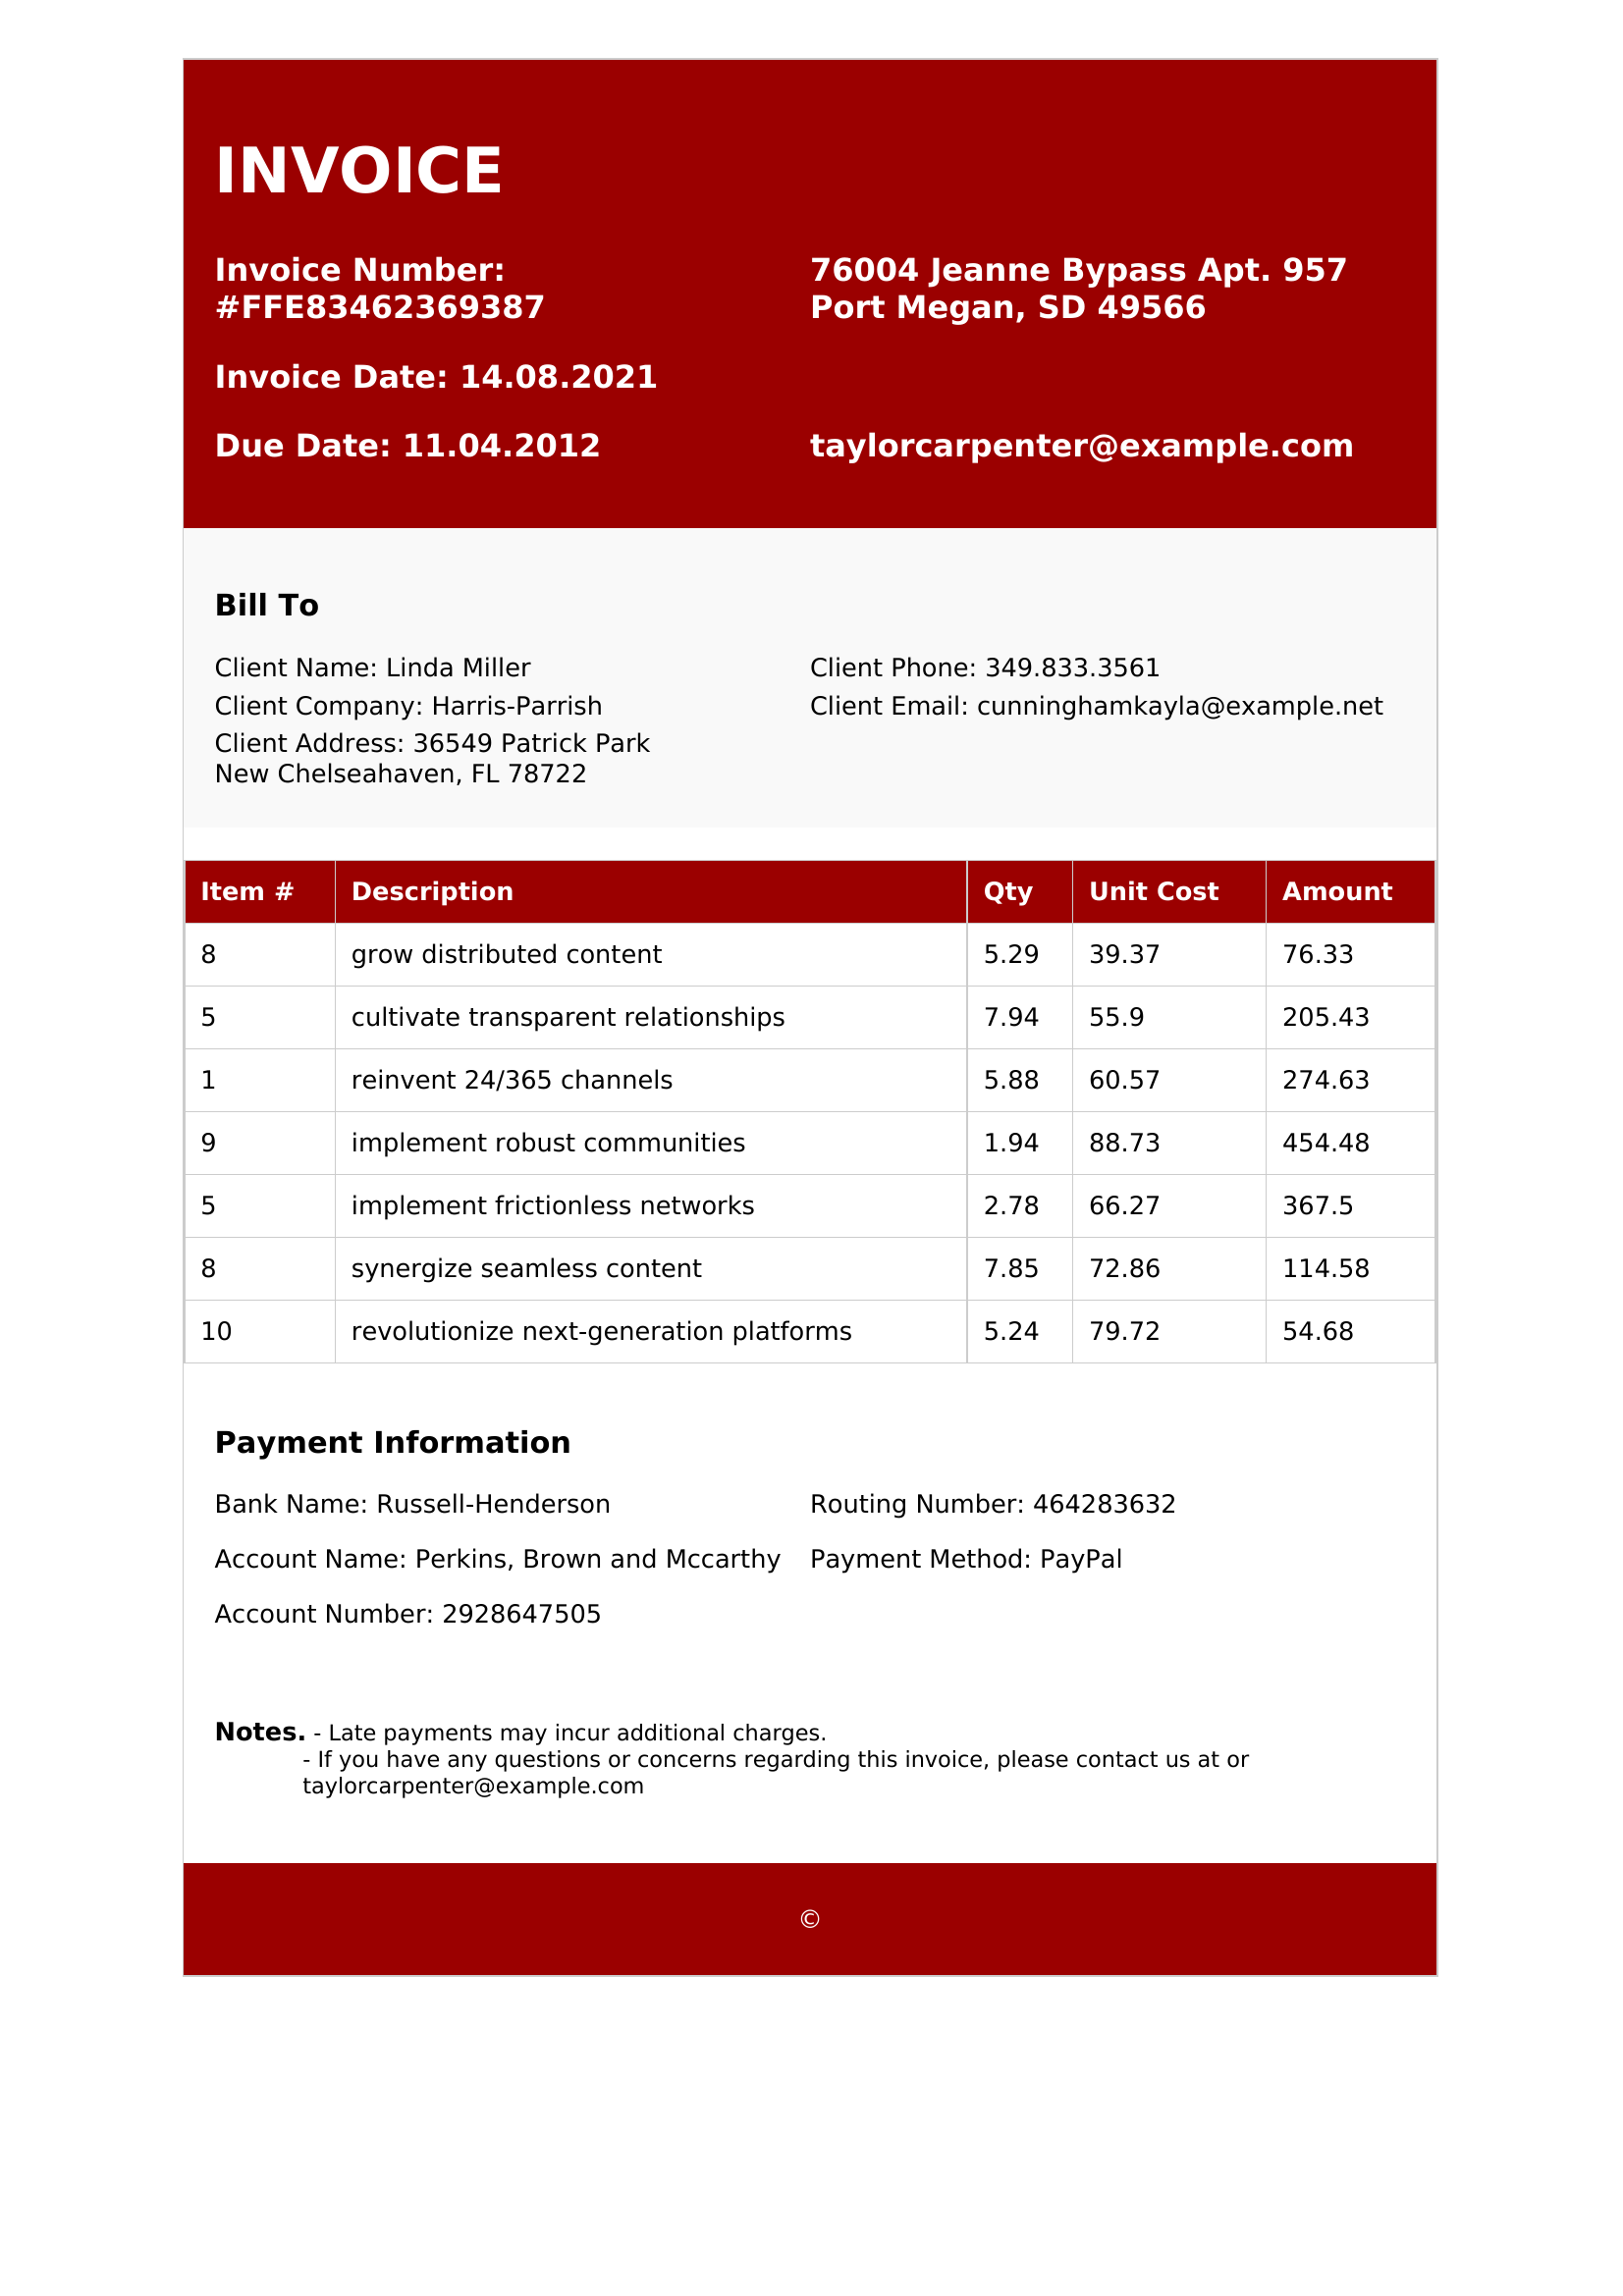 INVOICE
Invoice Number:
#FFE83462369387
76004 Jeanne Bypass Apt. 957
Port Megan, SD 49566
Invoice Date: 14.08.2021
Due Date: 11.04.2012
taylorcarpenter@example.com
Bill To
Client Name: Linda Miller
Client Phone: 349.833.3561
Client Company: Harris-Parrish
Client Email: cunninghamkayla@example.net
Client Address: 36549 Patrick Park
New Chelseahaven, FL 78722
Item # Description Qty Unit Cost Amount
8 grow distributed content 5.29 39.37 76.33
5 cultivate transparent relationships 7.94 55.9 205.43
1 reinvent 24/365 channels 5.88 60.57 274.63
9 implement robust communities 1.94 88.73 454.48
5 implement frictionless networks 2.78 66.27 367.5
8 synergize seamless content 7.85 72.86 114.58
10 revolutionize next-generation platforms 5.24 79.72 54.68
Payment Information
Bank Name: Russell-Henderson
Routing Number: 464283632
Account Name: Perkins, Brown and Mccarthy
Payment Method: PayPal
Account Number: 2928647505
Notes. - Late payments may incur additional charges.
- If you have any questions or concerns regarding this invoice, please contact us at or
taylorcarpenter@example.com
©